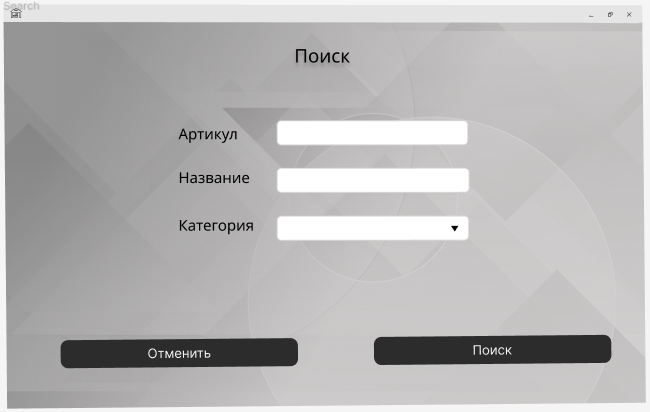 Search
Поиск
Артикул
Название
Категория
Отменить
Поиск